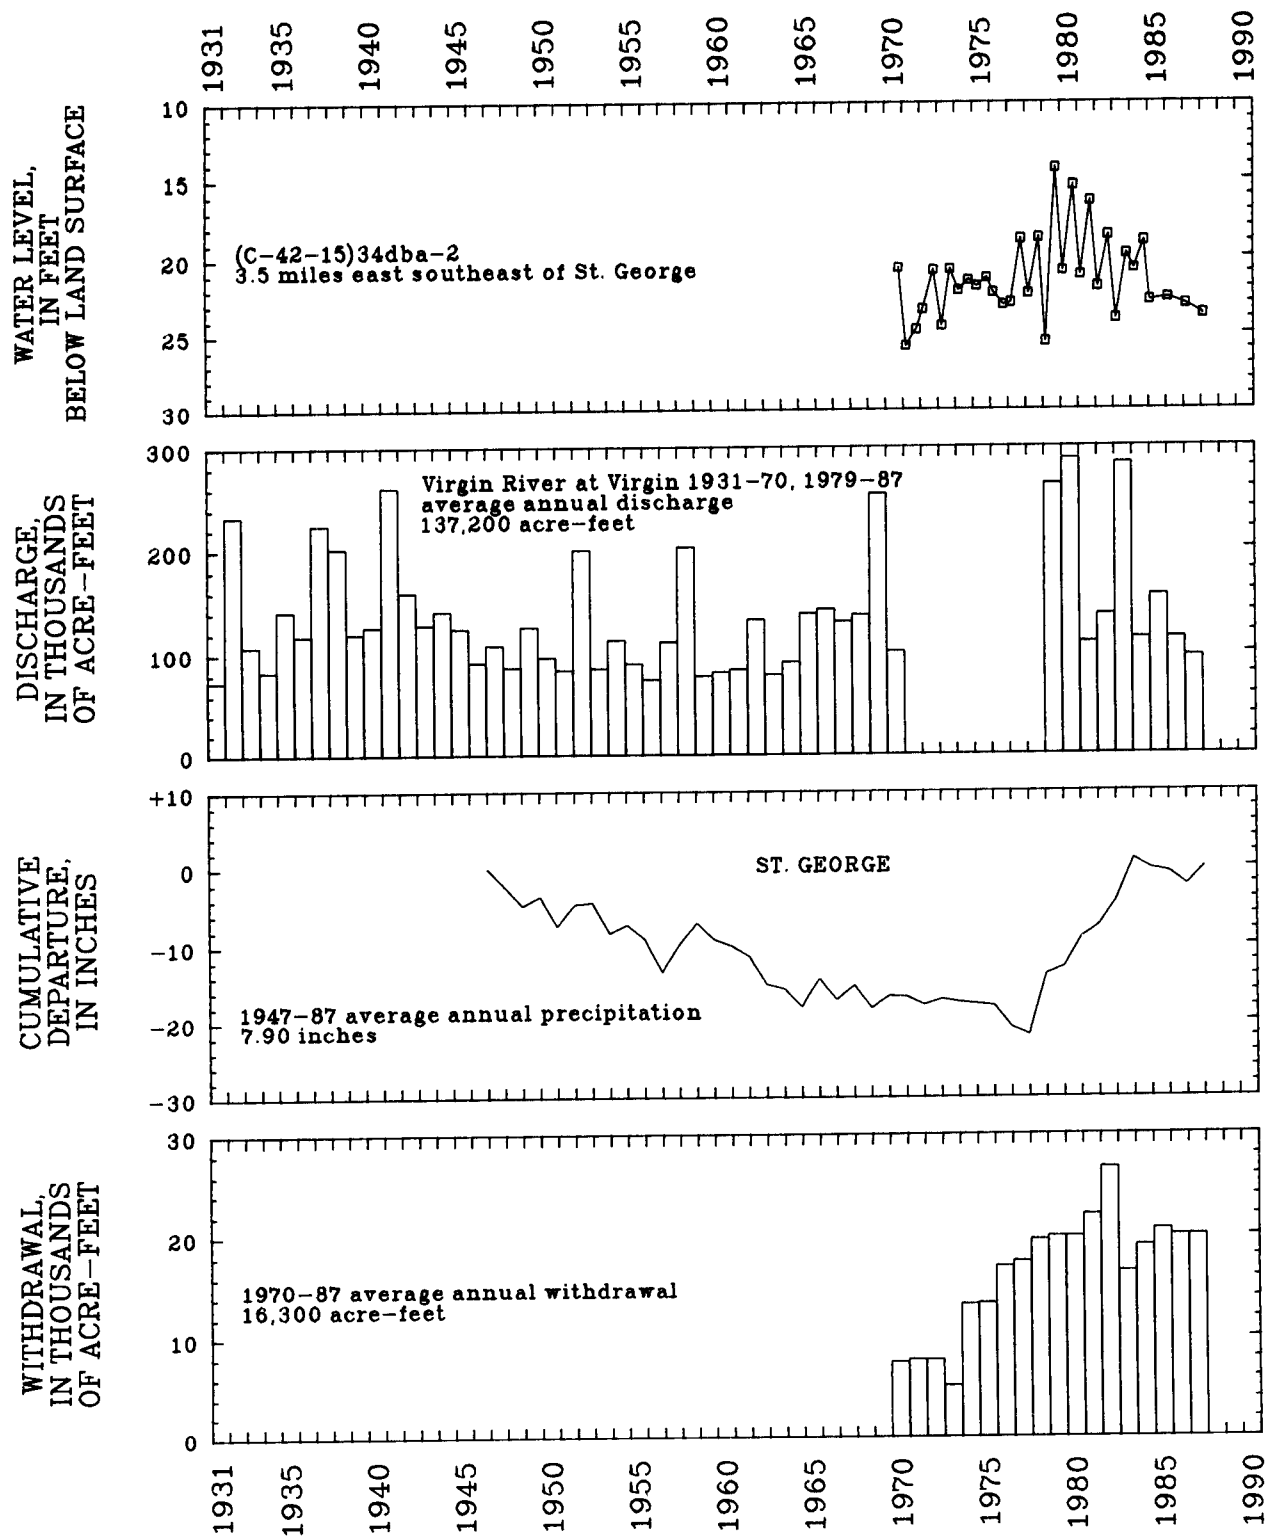 1931 1935 1940 1945 1950 1955 1960 1965 1970 1975 1980 1985 1990
WATER LEVEL,
IN FEET
BELOW LAND SURFACE
10
15
20
25
30
(C-42-15)34dba-2
3.5 miles east southeast of St. George
DISCHARGE,
IN THOUSANDS
OF ACRE-FEET
300
200
100
0
Virgin River at Virgin 1931-70, 1979-87
average annual discharge
137,200 acre-feet
CUMULATIVE
DEPARTURE,
IN INCHES
+10
0
-10
-20
-30
ST. GEORGE
1947-87 average annual precipitation
7.90 inches
WITHDRAWAL,
IN THOUSANDS
OF ACRE-FEET
30
20
10
0
1970-87 average annual withdrawal
16,300 acre-feet
1931 1935 1940 1945 1950 1955 1960 1965 1970 1975 1980 1985 1990